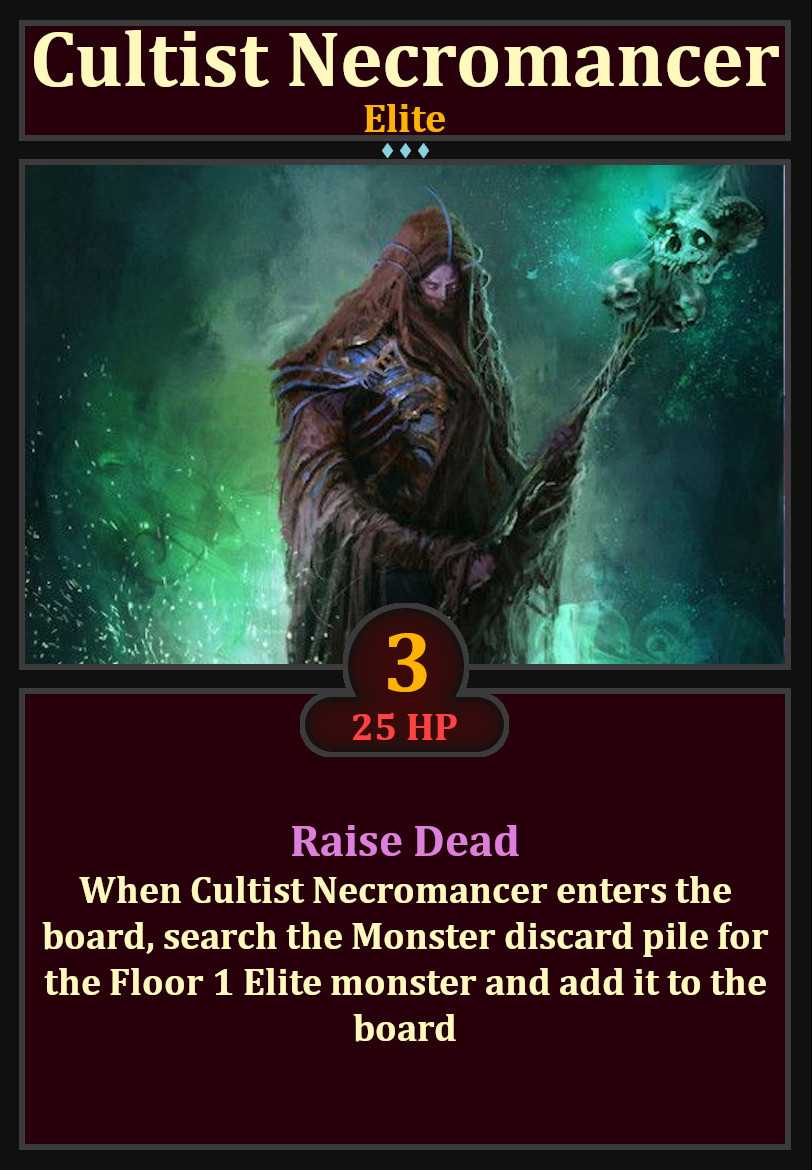 Cultist Necromancer
Elite
3
25 HP
Raise Dead
When Cultist Necromancer enters the
board, search the Monster discard pile for
the Floor 1 Elite monster and add it to the
board